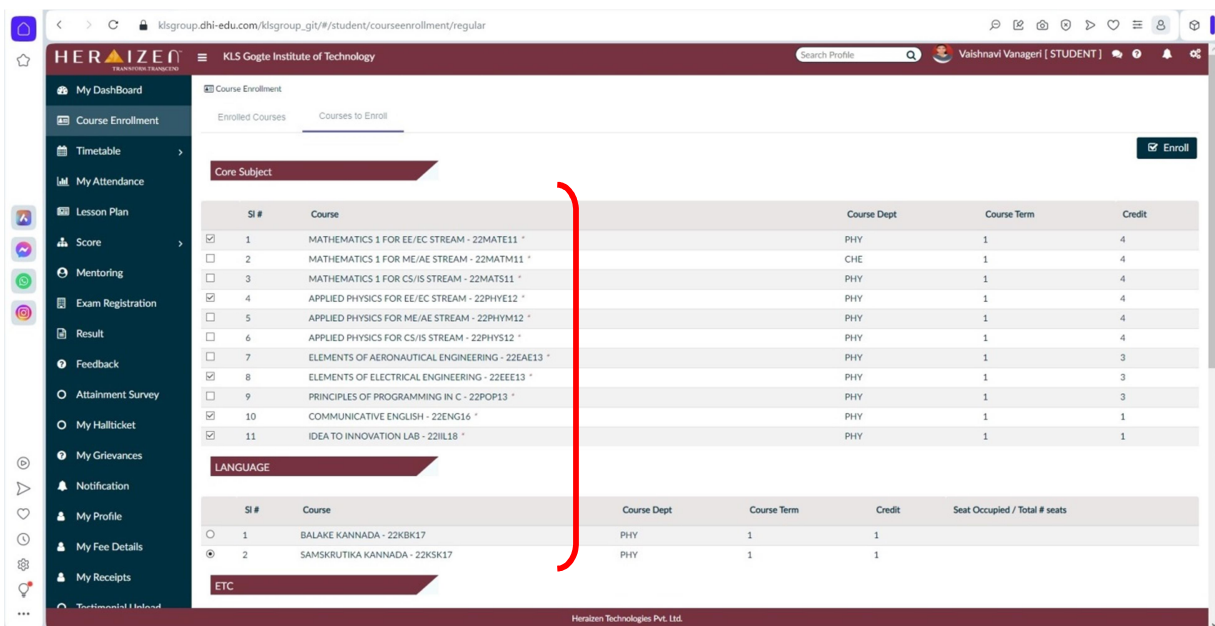 klsgroup.dhi-edu.com/klsgroup_git/#/student/courseenrollment/regular
HERAIZEN
TRANSFORM.TRANSCEND
KLS Gogte Institute of Technology
Search Profile
Vaishnavi Vanageri [ STUDENT ]
My DashBoard
Course Enrollment
Timetable
My Attendance
Lesson Plan
Score
Mentoring
Exam Registration
Result
Feedback
Attainment Survey
My Hallticket
My Grievances
Notification
My Profile
My Fee Details
My Receipts
Testimonial Upload
Course Enrollment
Enrolled Courses Courses to Enroll
Enroll
Core Subject
Sl # Course Course Dept Course Term Credit
1 MATHEMATICS 1 FOR EE/EC STREAM - 22MATE11 * PHY 1 4
2 MATHEMATICS 1 FOR ME/AE STREAM - 22MATM11 * CHE 1 4
3 MATHEMATICS 1 FOR CS/IS STREAM - 22MATS11 * PHY 1 4
4 APPLIED PHYSICS FOR EE/EC STREAM - 22PHYE12 * PHY 1 4
5 APPLIED PHYSICS FOR ME/AE STREAM - 22PHYM12 * PHY 1 4
6 APPLIED PHYSICS FOR CS/IS STREAM - 22PHYS12 * PHY 1 4
7 ELEMENTS OF AERONAUTICAL ENGINEERING - 22EAE13 * PHY 1 3
8 ELEMENTS OF ELECTRICAL ENGINEERING - 22EEE13 * PHY 1 3
9 PRINCIPLES OF PROGRAMMING IN C - 22POP13 * PHY 1 3
10 COMMUNICATIVE ENGLISH - 22ENG16 * PHY 1 1
11 IDEA TO INNOVATION LAB - 22IIL18 * PHY 1 1
LANGUAGE
Sl # Course Course Dept Course Term Credit Seat Occupied / Total # seats
1 BALAKE KANNADA - 22KBK17 PHY 1 1
2 SAMSKRUTIKA KANNADA - 22KSK17 PHY 1 1
ETC
Heraizen Technologies Pvt. Ltd.